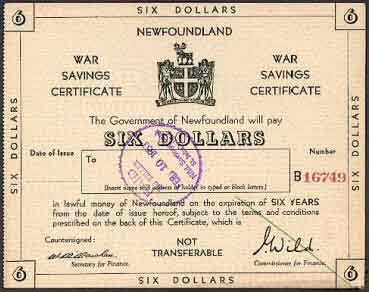 SIX DOLLARS
6 6
NEWFOUNDLAND
WAR SAVINGS CERTIFICATE
WAR SAVINGS CERTIFICATE
The Government of Newfoundland will pay
SIX DOLLARS
Date of Issue
Number
To
B 16749
(Insert name and address of holder in typed or block letters)
in lawful money of Newfoundland on the expiration of SIX YEARS
from the date of issue hereof, subject to the terms and conditions
prescribed on the back of this Certificate, which is
Countersigned:
NOT
TRANSFERABLE
J. Wild
Secretary for Finance.
Commissioner for Finance.
SIX DOLLARS
SIX DOLLARS
6 6
SIX DOLLARS